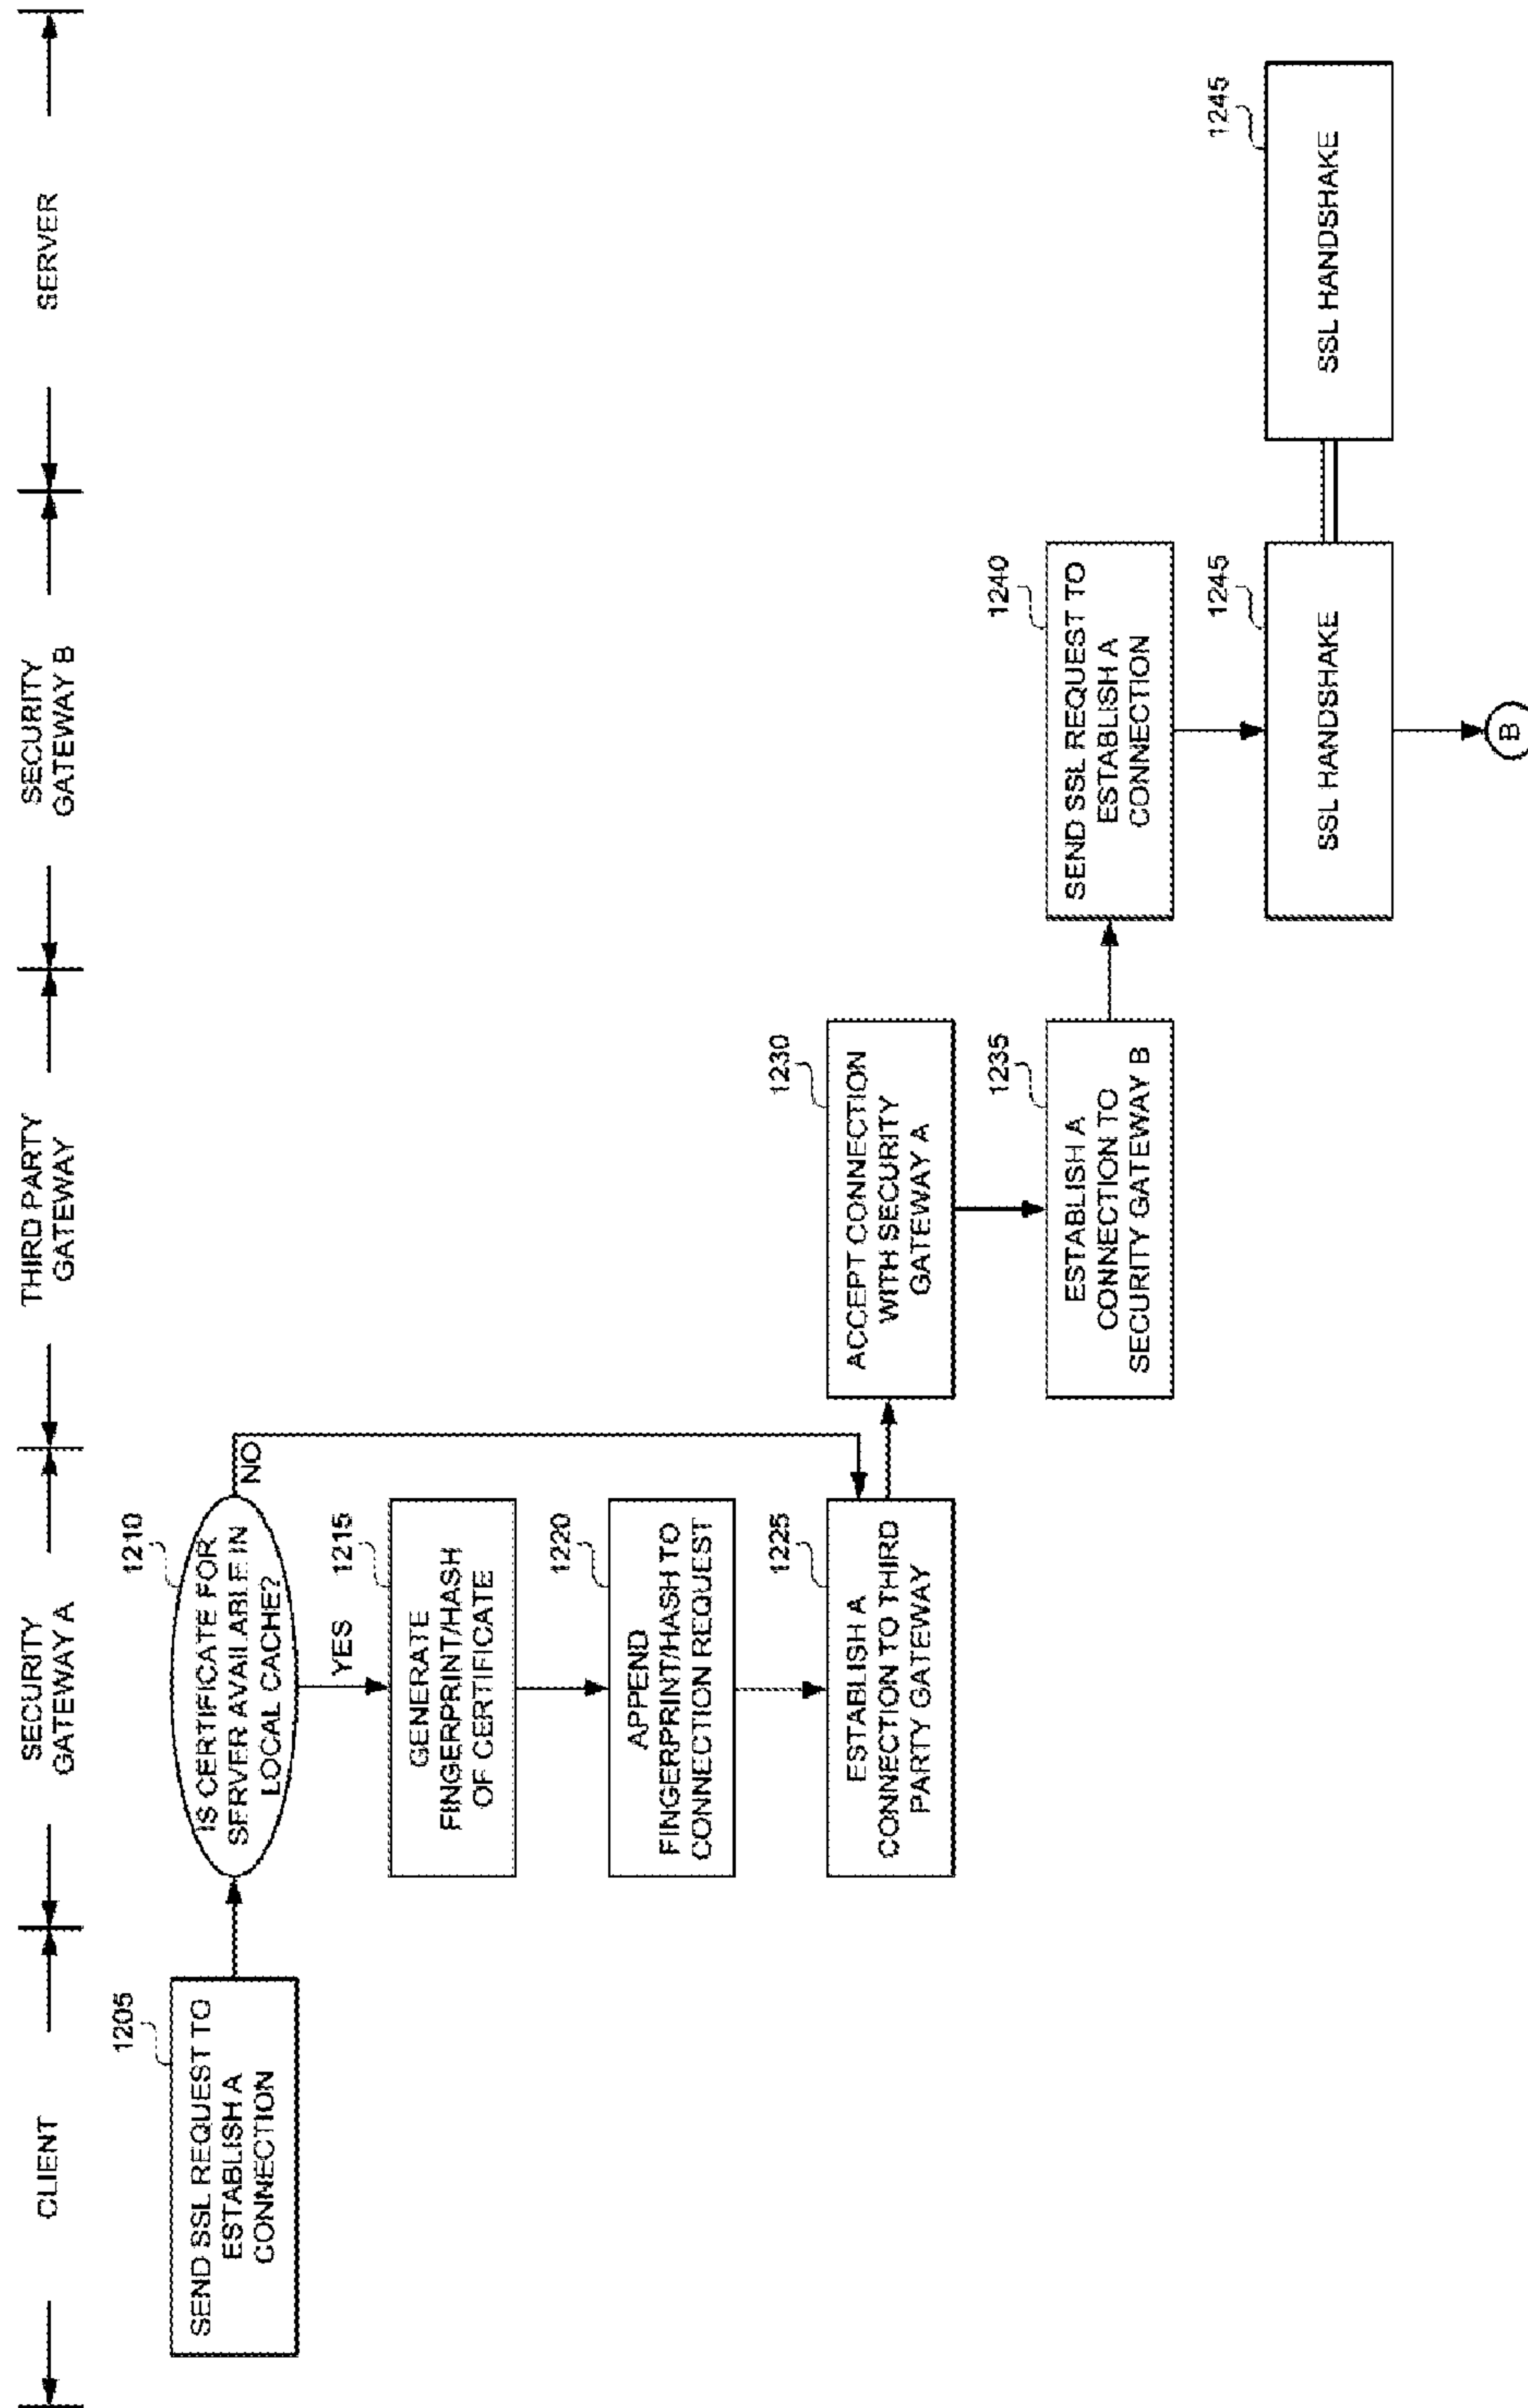 CLIENT
SECURITY
GATEWAY A
THIRD PARTY
GATEWAY
SECURITY
GATEWAY B
SERVER
1205
SEND SSL REQUEST TO
ESTABLISH A
CONNECTION
1210
IS CERTIFICATE FOR
SERVER AVAILABLE IN
LOCAL CACHE?
NO
YES
1215
GENERATE
FINGERPRINT/HASH
OF CERTIFICATE
1220
APPEND
FINGERPRINT/HASH TO
CONNECTION REQUEST
1225
ESTABLISH A
CONNECTION TO THIRD
PARTY GATEWAY
1230
ACCEPT CONNECTION
WITH SECURITY
GATEWAY A
1235
ESTABLISH A
CONNECTION TO
SECURITY GATEWAY B
1240
SEND SSL REQUEST TO
ESTABLISH A
CONNECTION
1245
SSL HANDSHAKE
1245
SSL HANDSHAKE
B